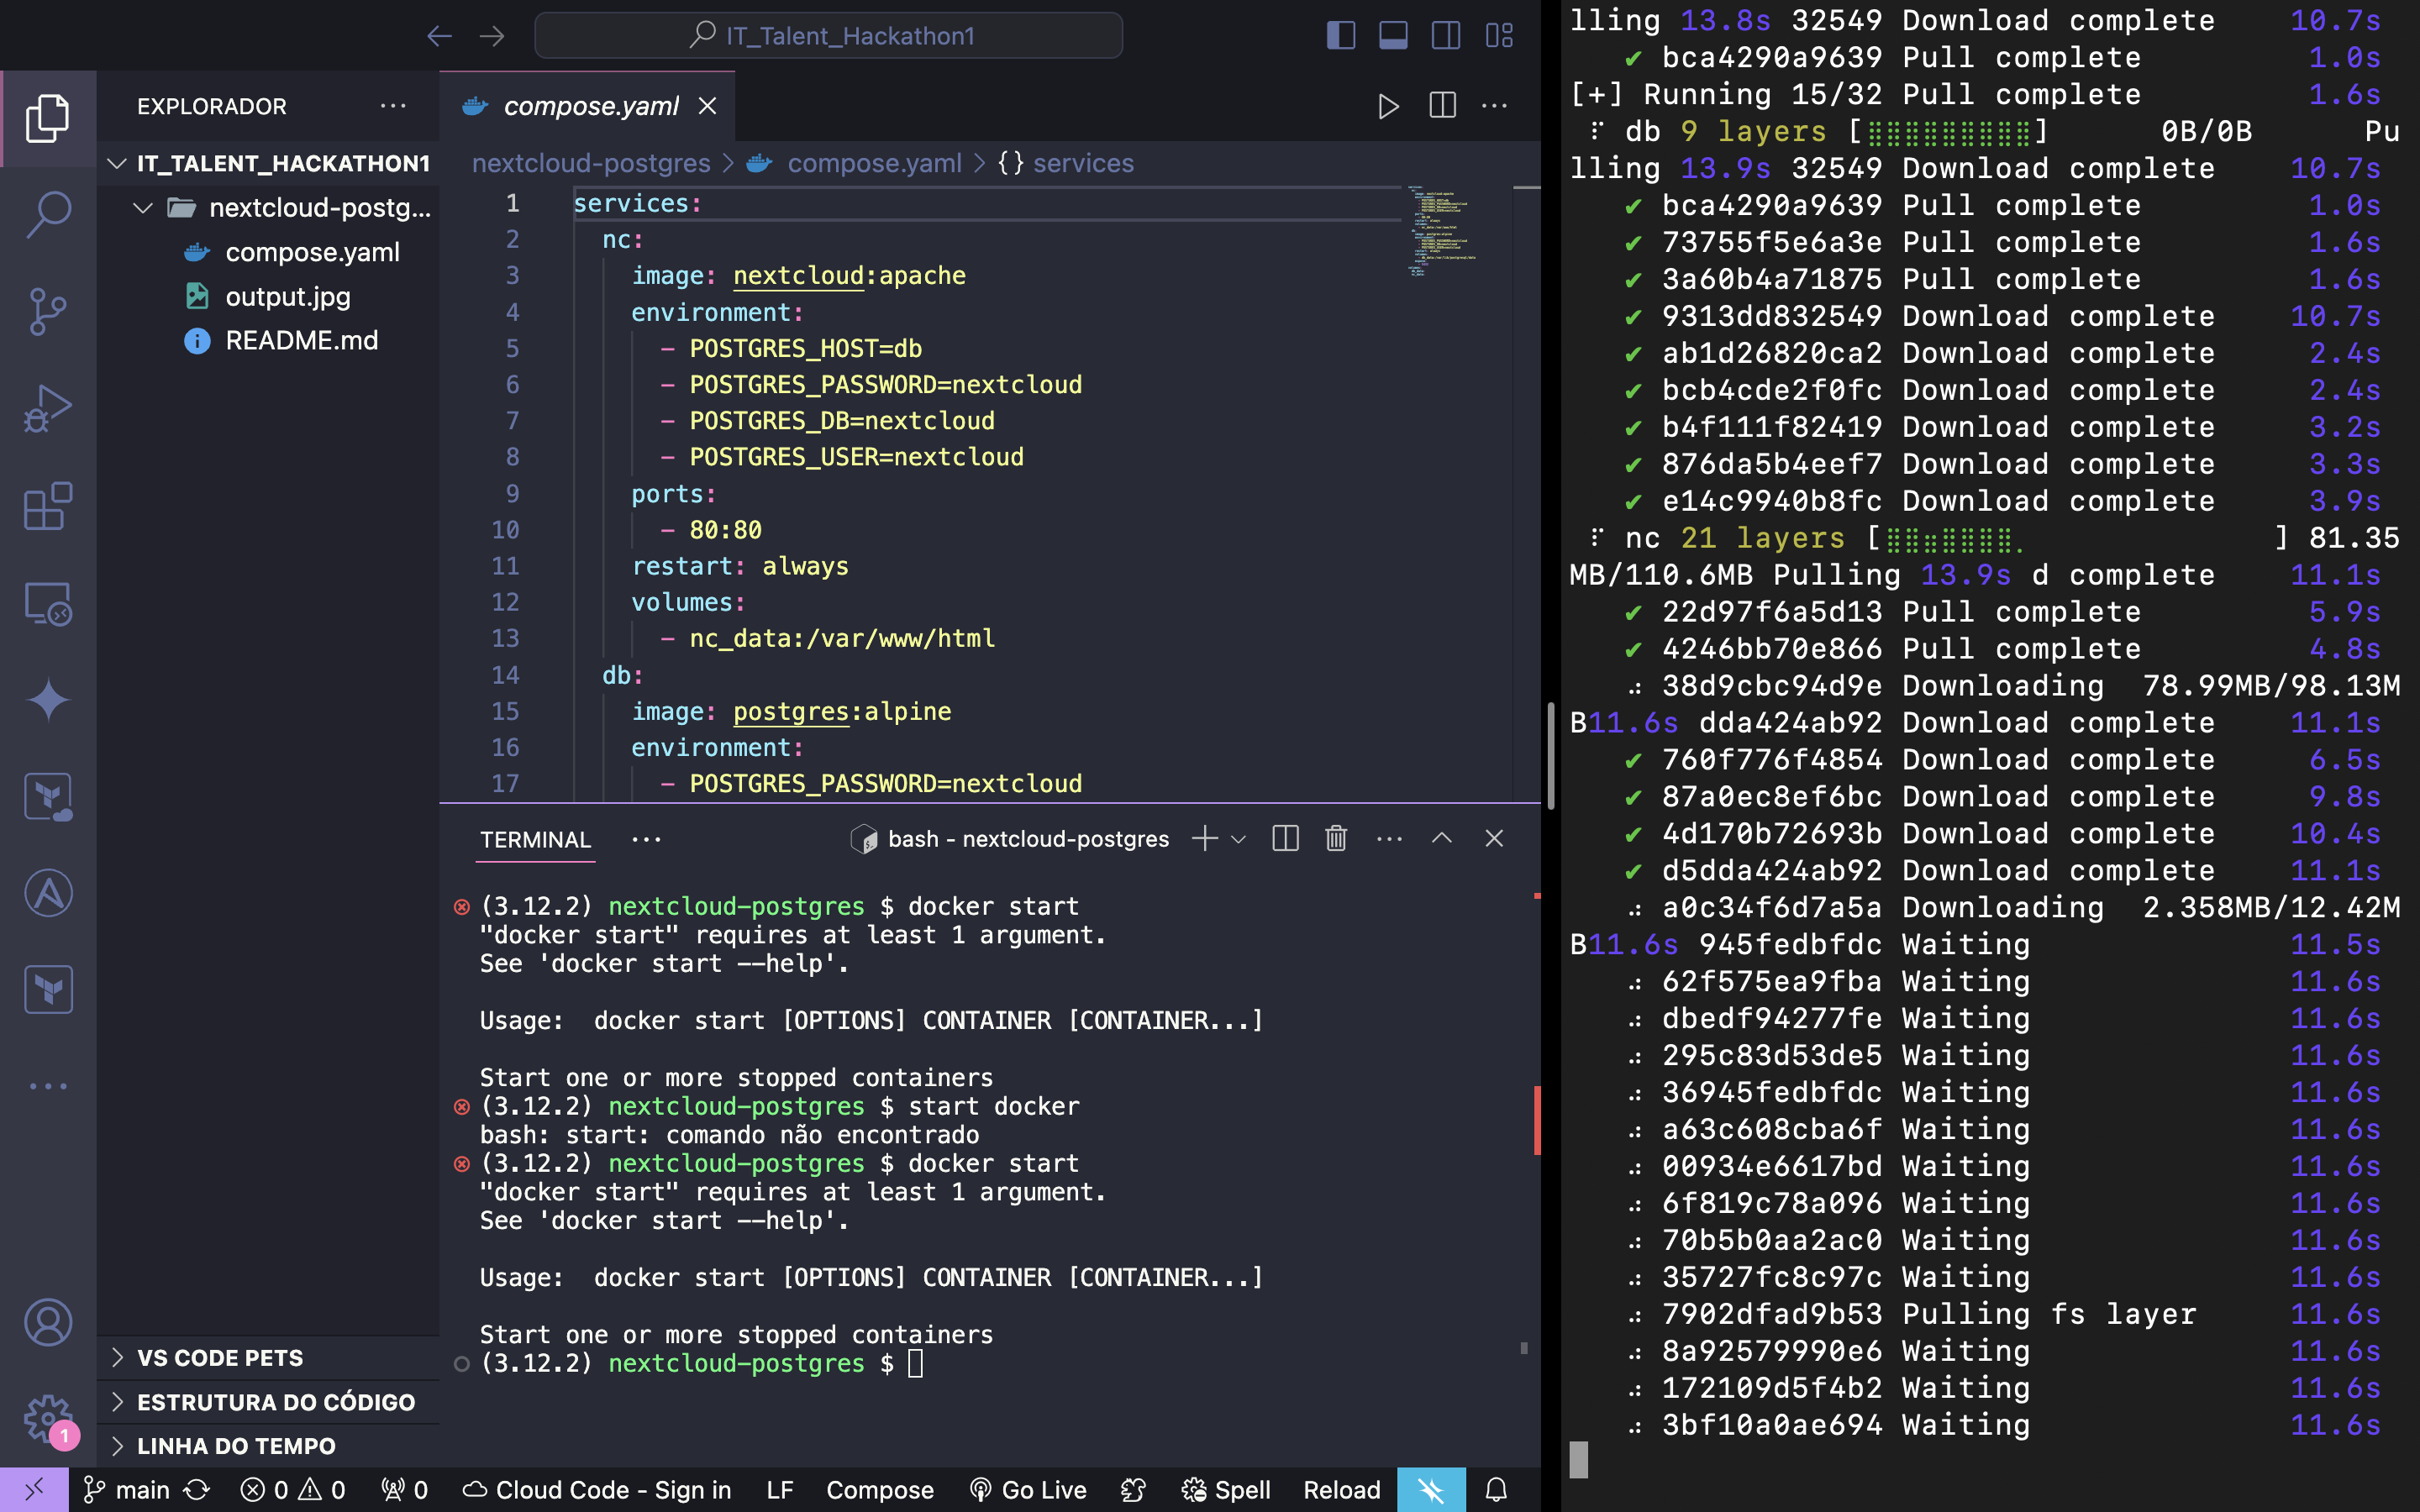 IT_Talent_Hackathon1
EXPLORADOR
IT_TALENT_HACKATHON1
nextcloud-postg...
compose.yaml
output.jpg
README.md
VS CODE PETS
ESTRUTURA DO CÓDIGO
LINHA DO TEMPO
compose.yaml
nextcloud-postgres > compose.yaml > {} services
1 services:
2 nc:
3 image: nextcloud:apache
4 environment:
5 - POSTGRES_HOST=db
6 - POSTGRES_PASSWORD=nextcloud
7 - POSTGRES_DB=nextcloud
8 - POSTGRES_USER=nextcloud
9 ports:
10 - 80:80
11 restart: always
12 volumes:
13 - nc_data:/var/www/html
14 db:
15 image: postgres:alpine
16 environment:
17 - POSTGRES_PASSWORD=nextcloud
TERMINAL
bash - nextcloud-postgres
(3.12.2) nextcloud-postgres $ docker start
"docker start" requires at least 1 argument.
See 'docker start --help'.
Usage:  docker start [OPTIONS] CONTAINER [CONTAINER...]
Start one or more stopped containers
(3.12.2) nextcloud-postgres $ start docker
bash: start: comando não encontrado
(3.12.2) nextcloud-postgres $ docker start
"docker start" requires at least 1 argument.
See 'docker start --help'.
Usage:  docker start [OPTIONS] CONTAINER [CONTAINER...]
Start one or more stopped containers
(3.12.2) nextcloud-postgres $
1
main 0 0 0 Cloud Code - Sign in LF Compose Go Live Spell Reload
lling 13.8s 32549 Download complete 10.7s
✔ bca4290a9639 Pull complete 1.0s
[+] Running 15/32 Pull complete 1.6s
db 9 layers [⣿⣿⣿⣿⣿⣿⣿⣿⣿] 0B/0B Pu
lling 13.9s 32549 Download complete 10.7s
✔ bca4290a9639 Pull complete 1.0s
✔ 73755f5e6a3e Pull complete 1.6s
✔ 3a60b4a71875 Pull complete 1.6s
✔ 9313dd832549 Download complete 10.7s
✔ ab1d26820ca2 Download complete 2.4s
✔ bcb4cde2f0fc Download complete 2.4s
✔ b4f111f82419 Download complete 3.2s
✔ 876da5b4eef7 Download complete 3.3s
✔ e14c9940b8fc Download complete 3.9s
nc 21 layers [⣿⣿⣶⣿⣿⣿⣿⡀ ] 81.35
MB/110.6MB Pulling 13.9s d complete 11.1s
✔ 22d97f6a5d13 Pull complete 5.9s
✔ 4246bb70e866 Pull complete 4.8s
38d9cbc94d9e Downloading 78.99MB/98.13M
B11.6s dda424ab92 Download complete 11.1s
✔ 760f776f4854 Download complete 6.5s
✔ 87a0ec8ef6bc Download complete 9.8s
✔ 4d170b72693b Download complete 10.4s
✔ d5dda424ab92 Download complete 11.1s
a0c34f6d7a5a Downloading 2.358MB/12.42M
B11.6s 945fedbfdc Waiting 11.5s
62f575ea9fba Waiting 11.6s
dbedf94277fe Waiting 11.6s
295c83d53de5 Waiting 11.6s
36945fedbfdc Waiting 11.6s
a63c608cba6f Waiting 11.6s
00934e6617bd Waiting 11.6s
6f819c78a096 Waiting 11.6s
70b5b0aa2ac0 Waiting 11.6s
35727fc8c97c Waiting 11.6s
7902dfad9b53 Pulling fs layer 11.6s
8a92579990e6 Waiting 11.6s
172109d5f4b2 Waiting 11.6s
3bf10a0ae694 Waiting 11.6s